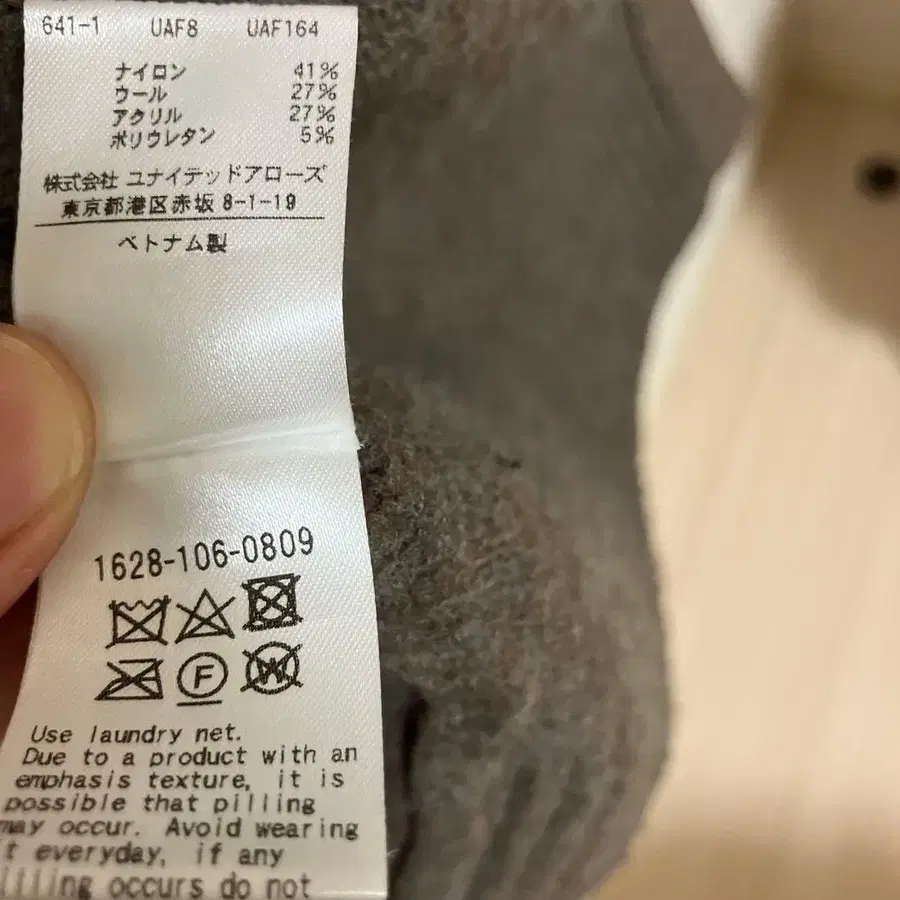 641-1 UAF8 UAF164
ナイロン 41%
ウール 27%
アクリル 27%
ポリウレタン 5%
株式会社 ユナイテッドアローズ
東京都港区赤坂 8-1-19
ベトナム製
1628-106-0809
F W
Use laundry net.
Due to a product with an
emphasis texture, it is
possible that pilling
may occur. Avoid wearing
it everyday, if any
pilling occurs do not